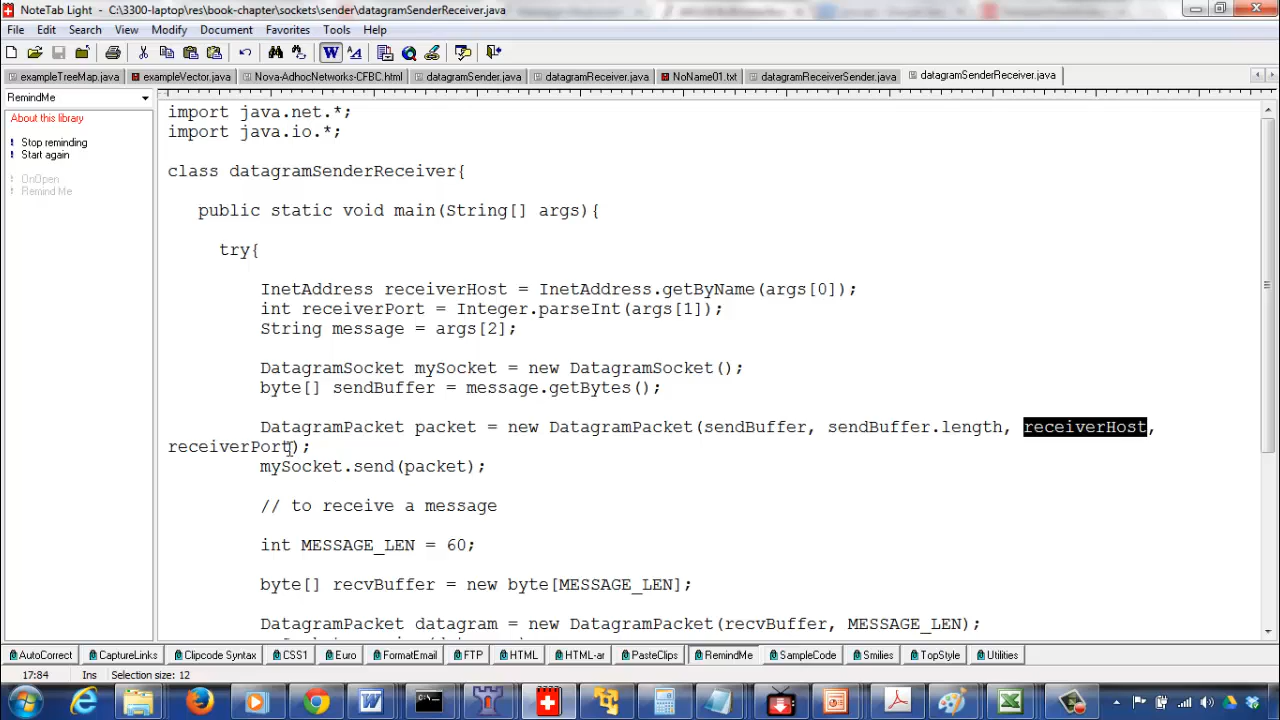 NoteTab Light - C:\3300-laptop\res\book-chapter\sockets\sender\datagramSenderReceiver.java
File Edit Search View Modify Document Favorites Tools Help
exampleTreeMap.java exampleVector.java Nova-AdhocNetworks-CFBC.html datagramSender.java datagramReceiver.java NoName01.txt datagramReceiverSender.java datagramSenderReceiver.java
RemindMe
About this library
! Stop reminding
! Start again
! OnOpen
! Remind Me
import java.net.*;
import java.io.*;
class datagramSenderReceiver{
public static void main(String[] args){
try{
InetAddress receiverHost = InetAddress.getByName(args[0]);
int receiverPort = Integer.parseInt(args[1]);
String message = args[2];
DatagramSocket mySocket = new DatagramSocket();
byte[] sendBuffer = message.getBytes();
DatagramPacket packet = new DatagramPacket(sendBuffer, sendBuffer.length, receiverHost,
receiverPort);
mySocket.send(packet);
// to receive a message
int MESSAGE_LEN = 60;
byte[] recvBuffer = new byte[MESSAGE_LEN];
DatagramPacket datagram = new DatagramPacket(recvBuffer, MESSAGE_LEN);
AutoCorrect CaptureLinks Clipcode Syntax CSS1 Euro FormatEmail FTP HTML HTML-ar PasteClips RemindMe SampleCode Smilies TopStyle Utilities
17:84 Ins Selection size: 12
12:22 PM